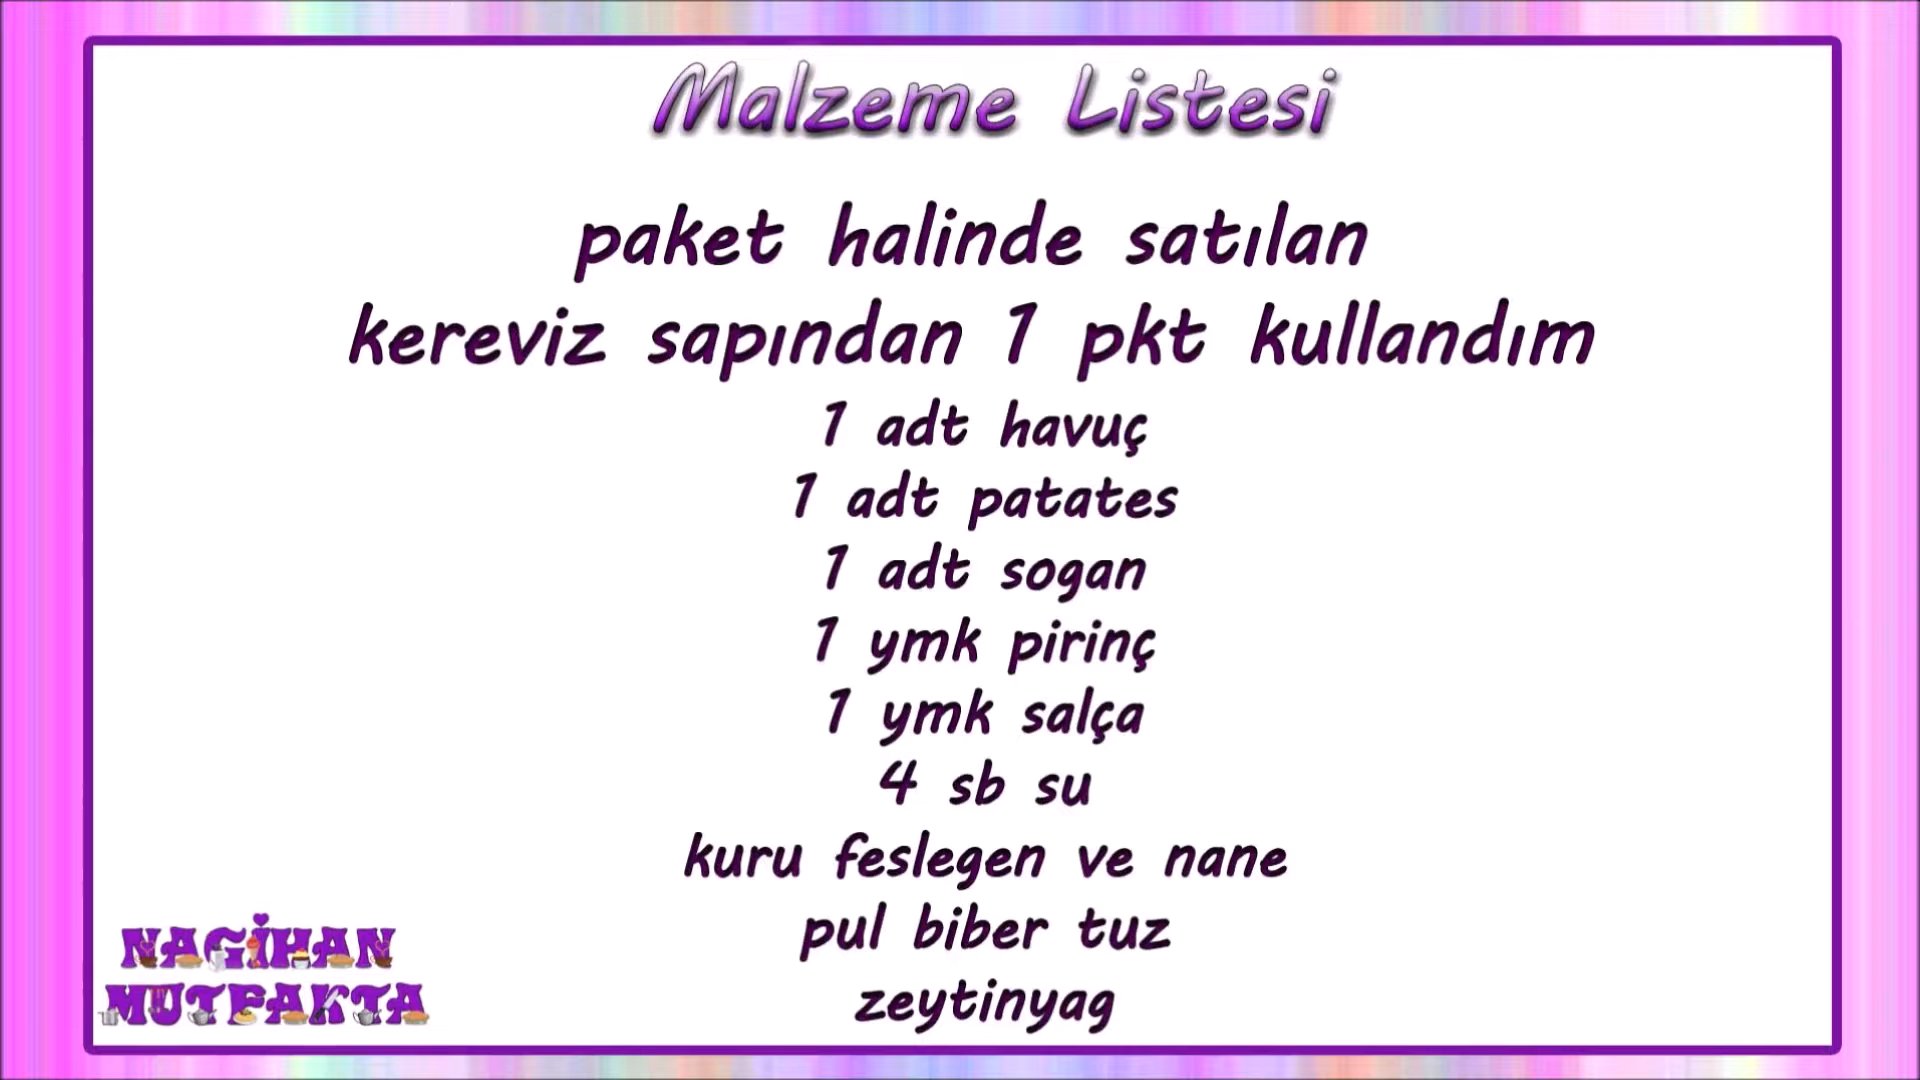 Malzeme Listesi
paket halinde satılan
kereviz sapından 1 pkt kullandım
1 adt havuç
1 adt patates
1 adt sogan
1 ymk pirinç
1 ymk salça
4 sb su
kuru feslegen ve nane
pul biber tuz
zeytinyag
NAGİHAN
MUTFAKTA